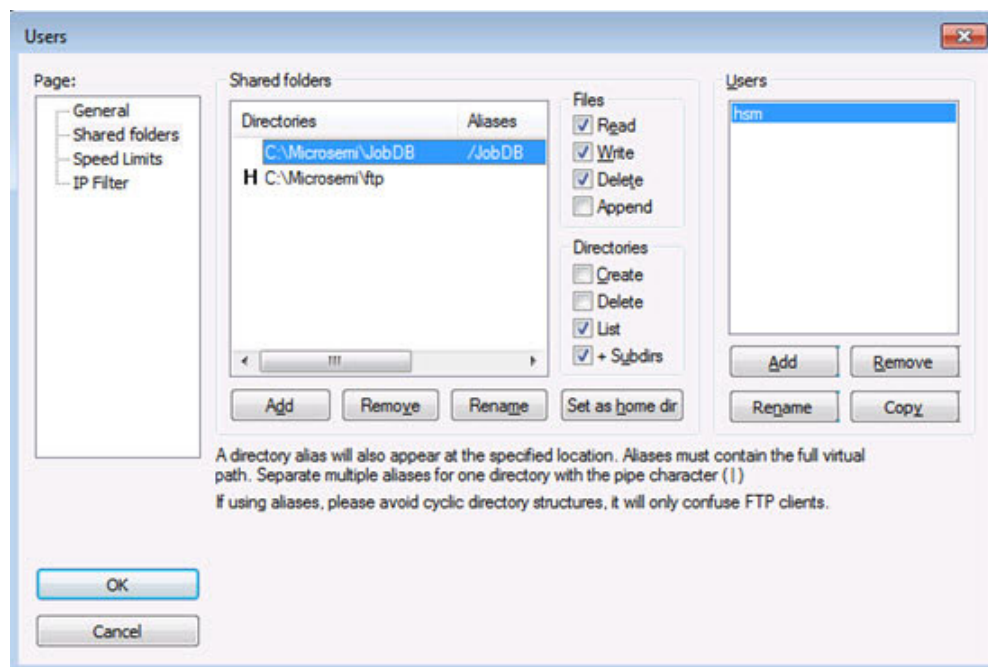 Users
Page:
General
Shared folders
Speed Limits
IP Filter
Shared folders
Directories Aliases
C:\Microsemi\JobDB /JobDB
H C:\Microsemi\ftp
Add Remove Rename Set as home dir
Files
Read
Write
Delete
Append
Directories
Create
Delete
List
+ Subdirs
Users
hsm
Add Remove
Rename Copy
A directory alias will also appear at the specified location. Aliases must contain the full virtual
path. Separate multiple aliases for one directory with the pipe character (|)
If using aliases, please avoid cyclic directory structures, it will only confuse FTP clients.
OK
Cancel